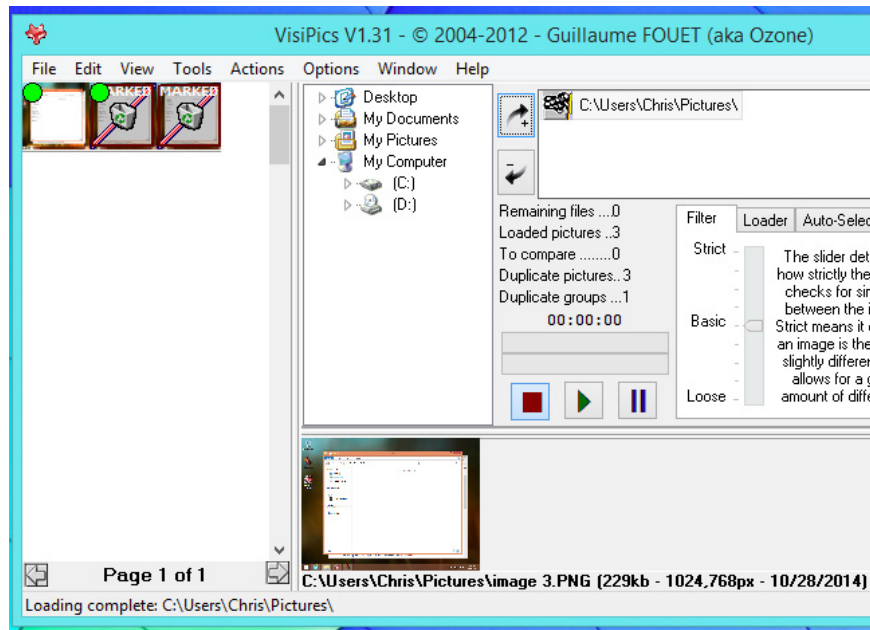 VisiPics V1.31 - © 2004-2012 - Guillaume FOUET (aka Ozone)
File Edit View Tools Actions Options Window Help
MARKED
MARKED
Desktop
My Documents
My Pictures
My Computer
(C:)
(D:)
C:\Users\Chris\Pictures\
Remaining files ...0
Loaded pictures ..3
To compare ........0
Duplicate pictures.. 3
Duplicate groups ...1
00:00:00
Filter Loader Auto-Selec
Strict
Basic
Loose
The slider det
how strictly the
checks for sir
between the i
Strict means it
an image is the
slightly differer
allows for a g
amount of diffe
Page 1 of 1
C:\Users\Chris\Pictures\image 3.PNG (229kb - 1024,768px - 10/28/2014)
Loading complete: C:\Users\Chris\Pictures\